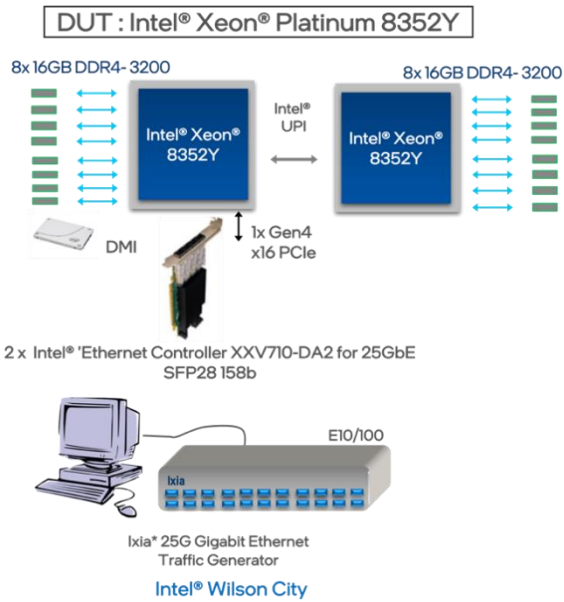 DUT : Intel® Xeon® Platinum 8352Y
8x 16GB DDR4- 3200
8x 16GB DDR4- 3200
Intel® Xeon®
8352Y
Intel®
UPI
Intel® Xeon®
8352Y
DMI
1x Gen4
x16 PCIe
2 x Intel® 'Ethernet Controller XXV710-DA2 for 25GbE
SFP28 158b
E10/100
Ixia
Ixia* 25G Gigabit Ethernet
Traffic Generator
Intel® Wilson City